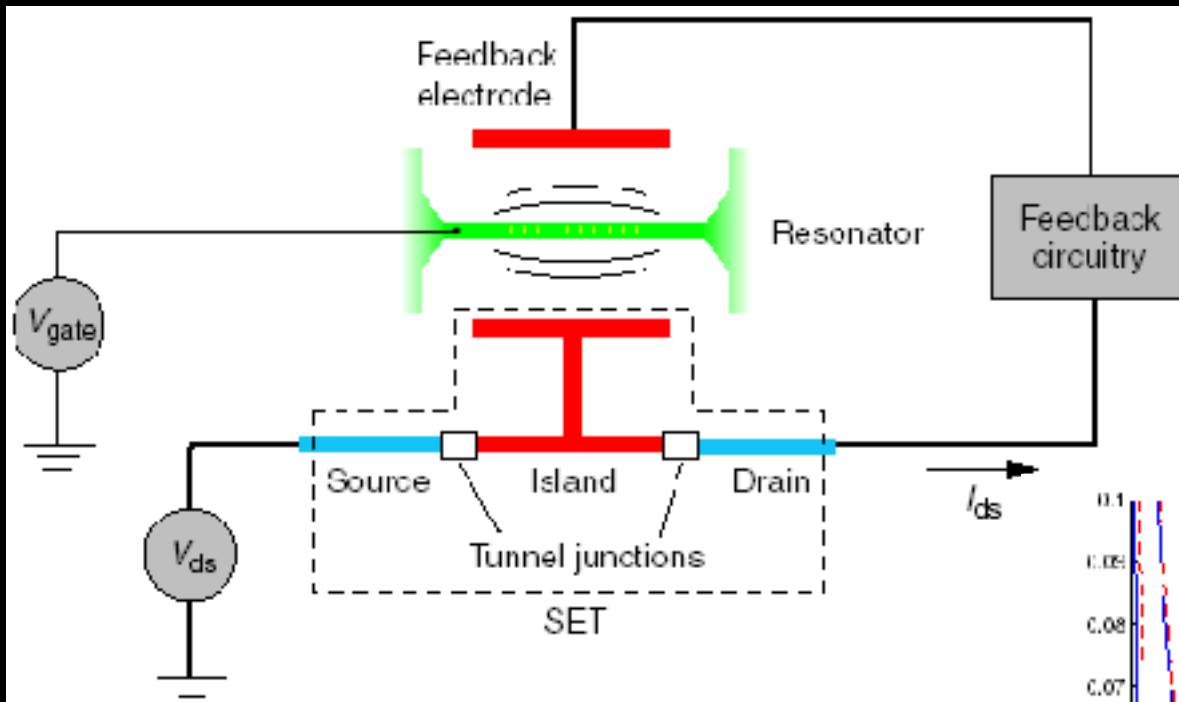 Feedback
electrode
Resonator
Feedback
circuitry
Vgate
Source
Island
Drain
Ids
Tunnel junctions
Vds
SET
0.1
0.09
0.08
0.07